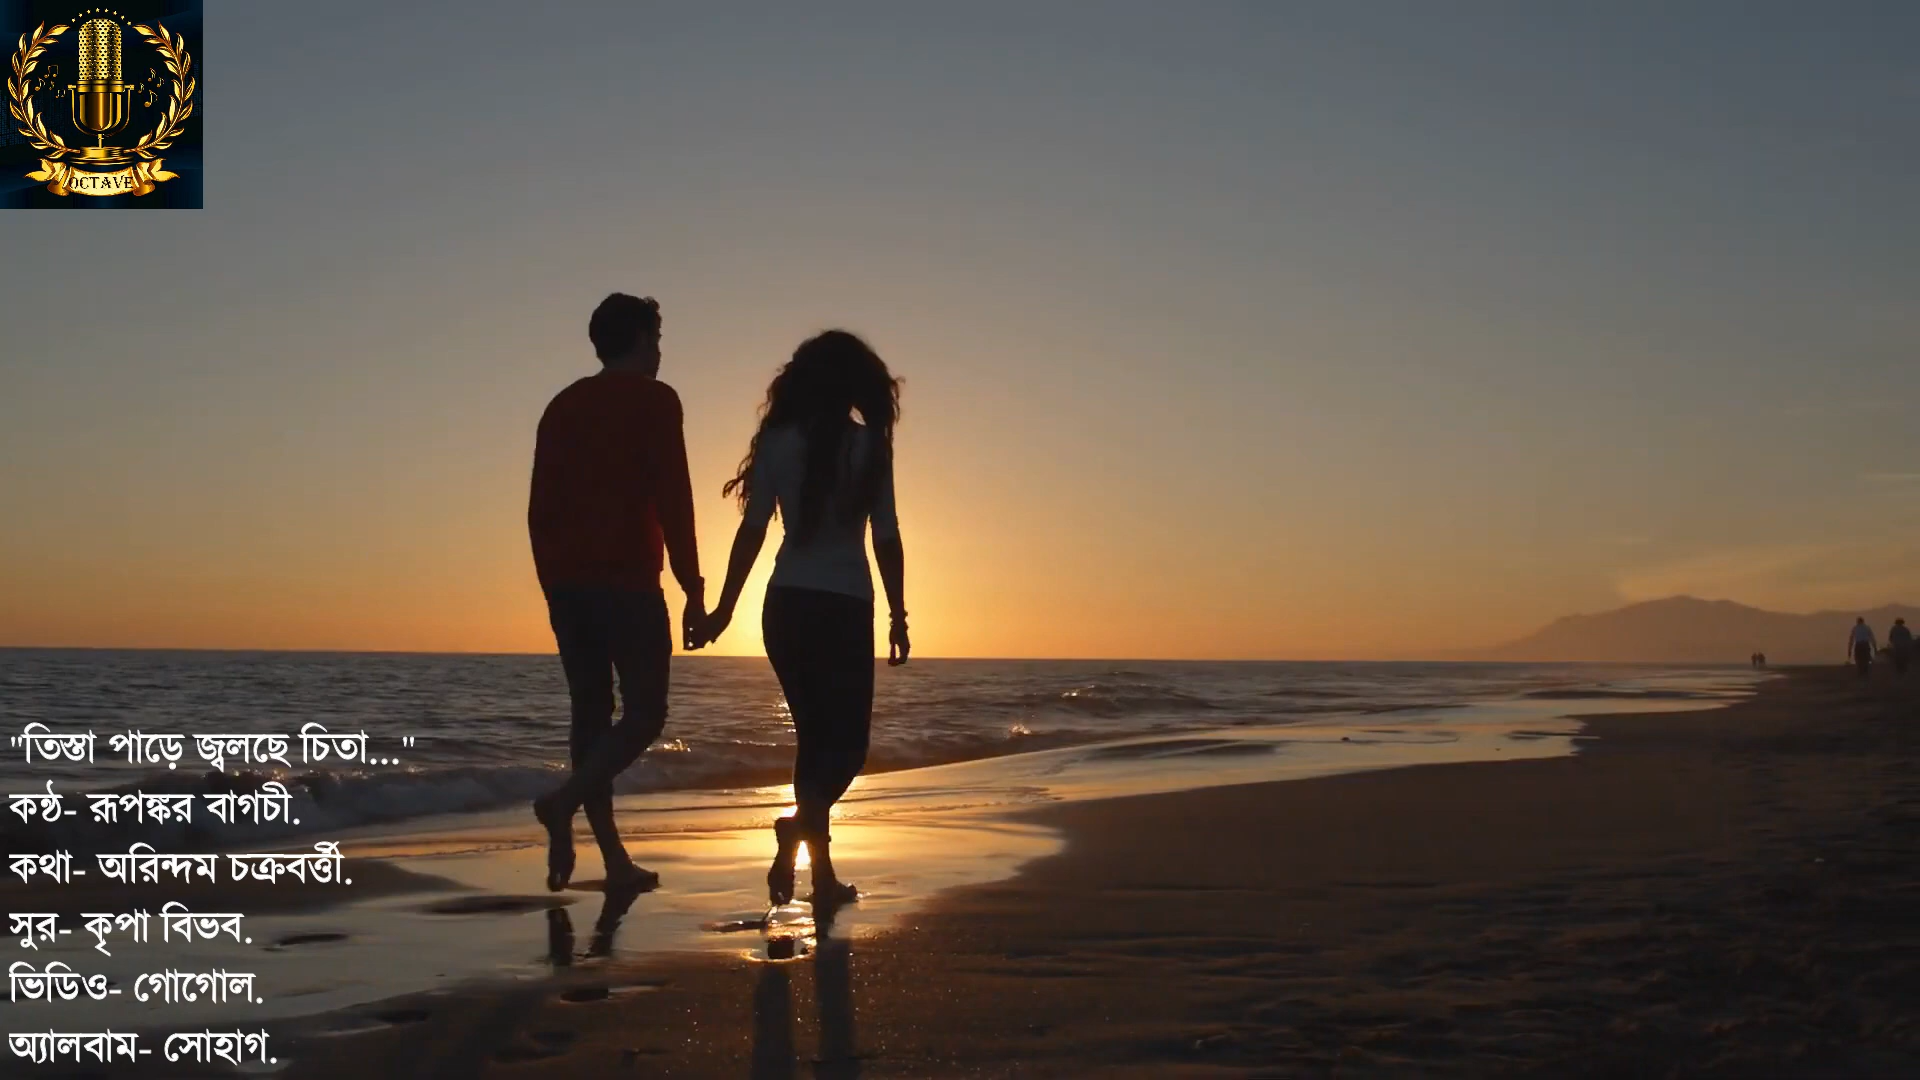 OCTAVE
"তিস্তা পাড়ে জ্বলছে চিতা..."
কন্ঠ- রূপঙ্কর বাগচী.
কথা- অরিন্দম চক্রবর্ত্তী.
সুর- কৃপা বিভব.
ভিডিও- গোগোল.
অ্যালবাম- সোহাগ.